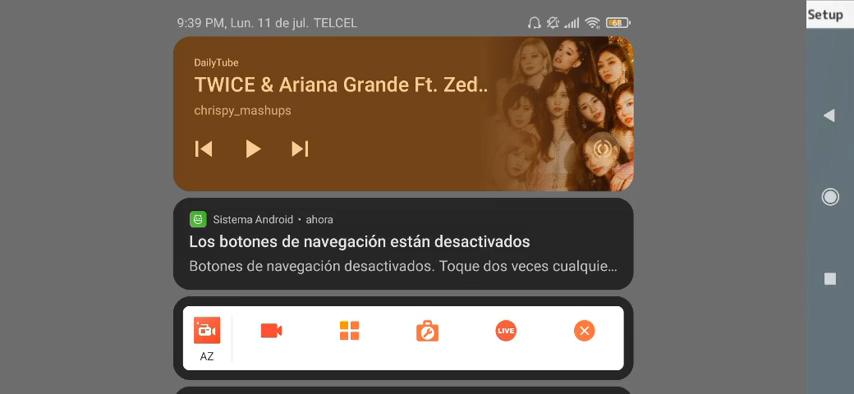 9:39 PM, Lun. 11 de jul. TELCEL
68
Setup
DailyTube
TWICE & Ariana Grande Ft. Zed..
chrispy_mashups
Sistema Android • ahora
Los botones de navegación están desactivados
Botones de navegación desactivados. Toque dos veces cualquie...
LIVE
AZ